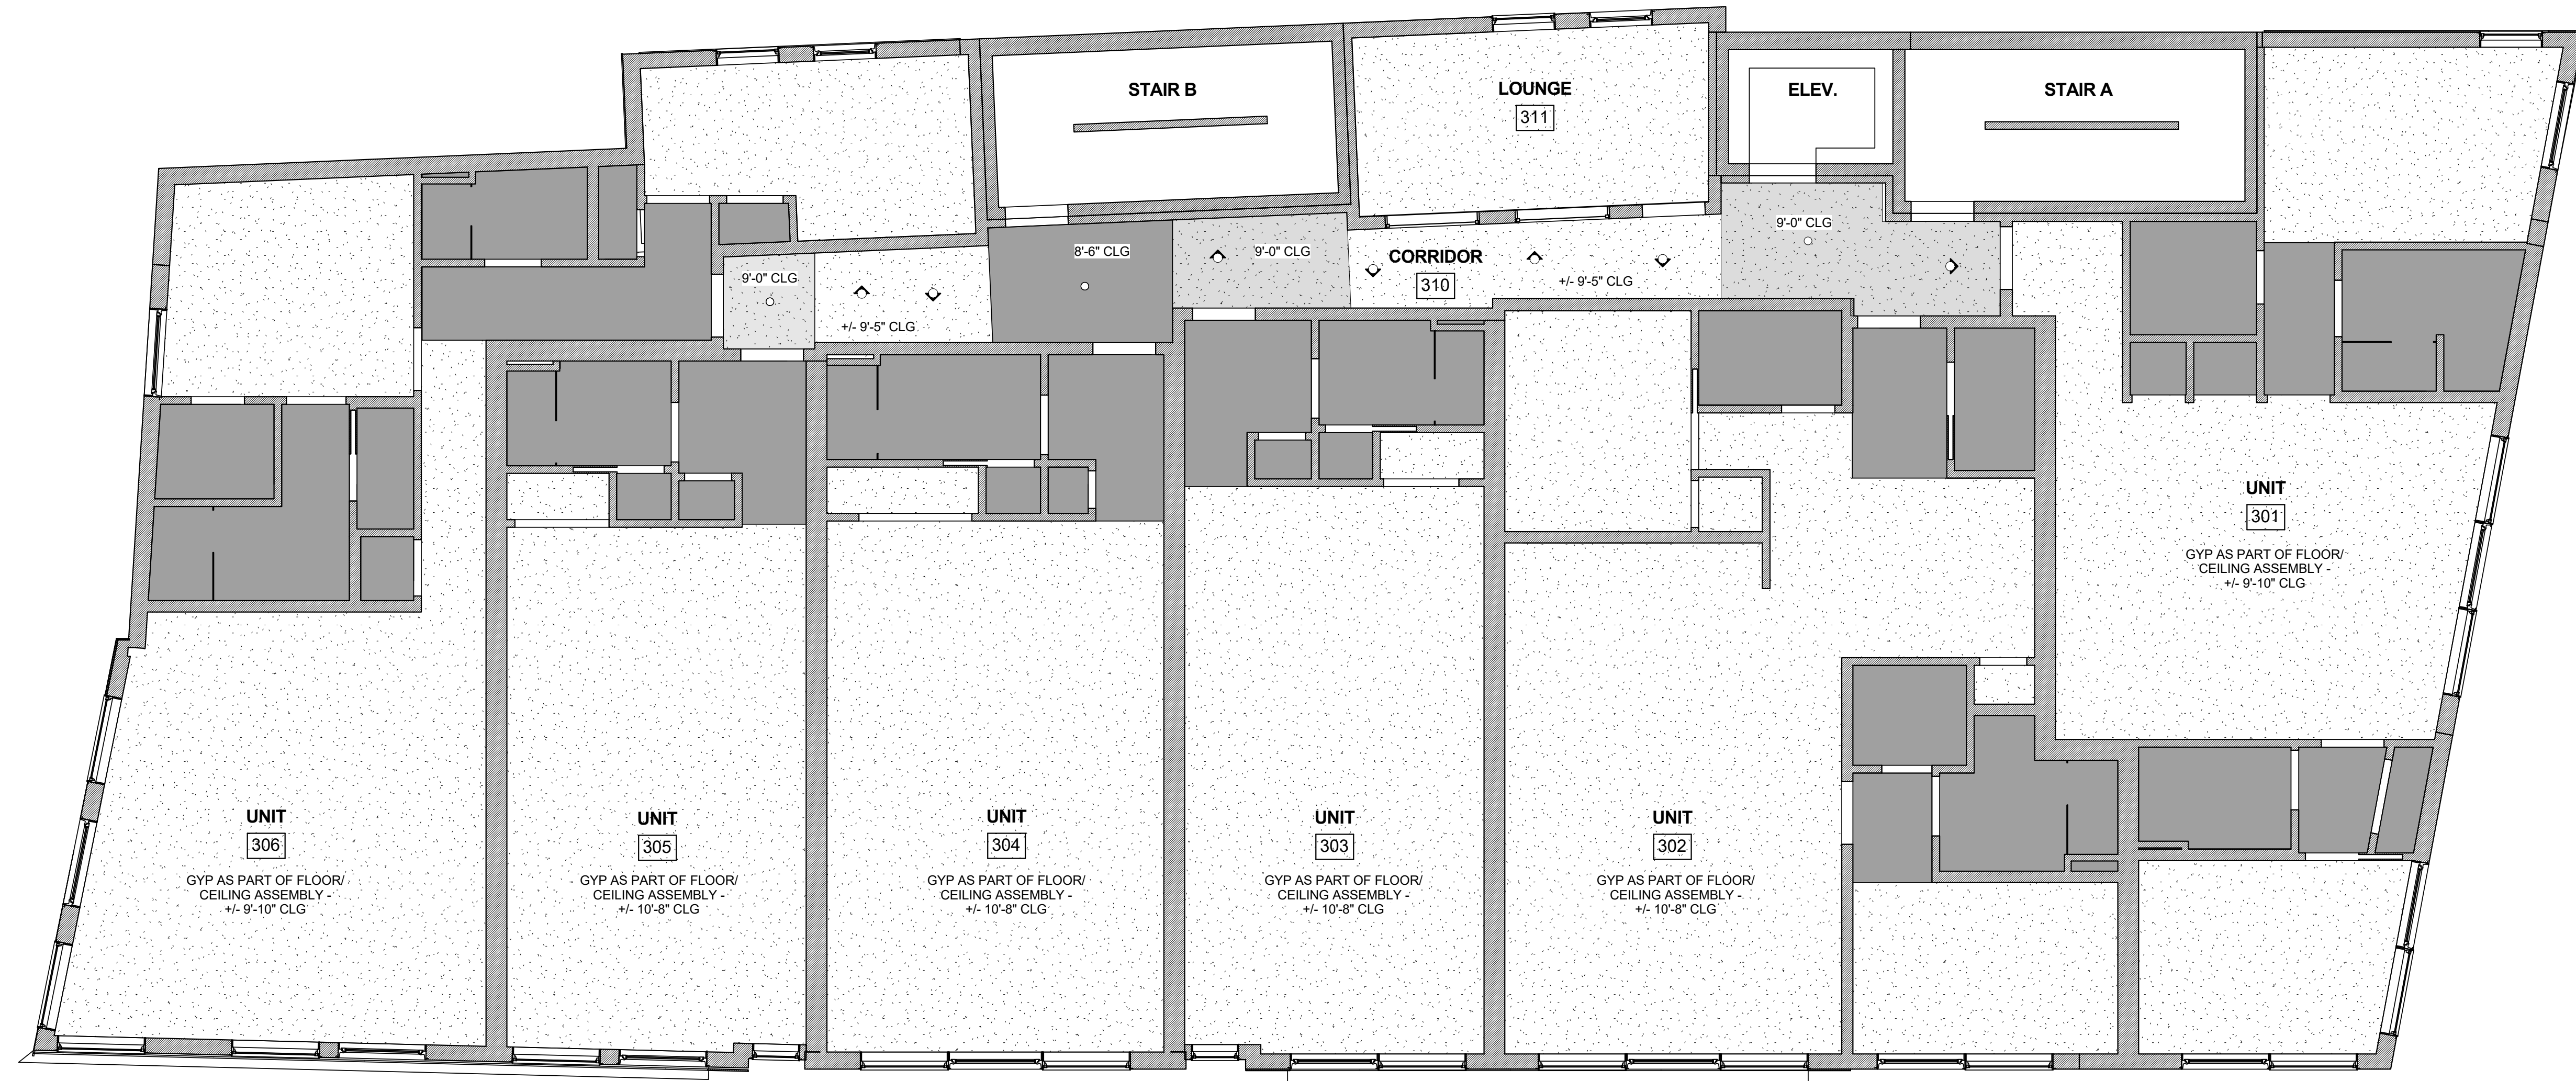 STAIR B
LOUNGE
311
ELEV.
STAIR A
9'-0" CLG
8'-6" CLG
9'-0" CLG
CORRIDOR
310
+/- 9'-5" CLG
9'-0" CLG
+/- 9'-5" CLG
UNIT
301
GYP AS PART OF FLOOR/
CEILING ASSEMBLY -
+/- 9'-10" CLG
UNIT
306
GYP AS PART OF FLOOR/
CEILING ASSEMBLY -
+/- 9'-10" CLG
UNIT
305
GYP AS PART OF FLOOR/
CEILING ASSEMBLY -
+/- 10'-8" CLG
UNIT
304
GYP AS PART OF FLOOR/
CEILING ASSEMBLY -
+/- 10'-8" CLG
UNIT
303
GYP AS PART OF FLOOR/
CEILING ASSEMBLY -
+/- 10'-8" CLG
UNIT
302
GYP AS PART OF FLOOR/
CEILING ASSEMBLY -
+/- 10'-8" CLG